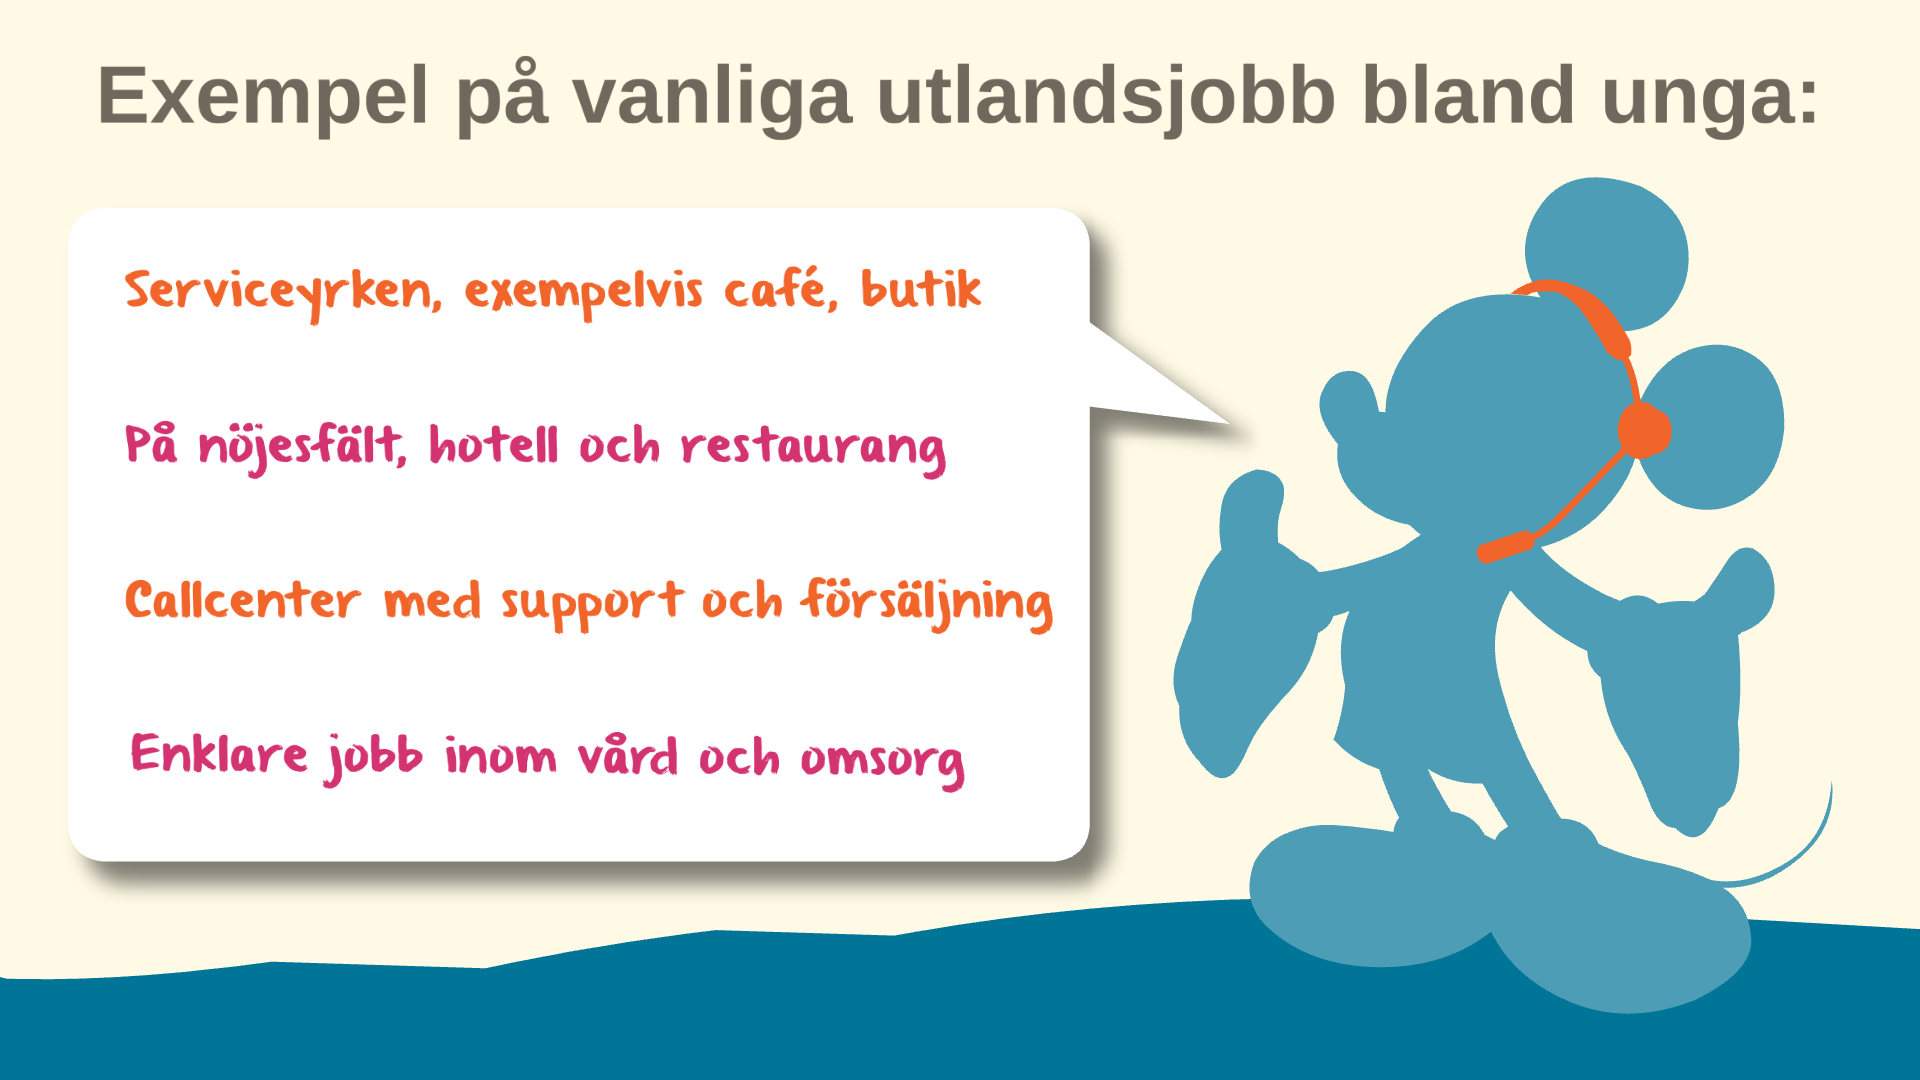 Exempel på vanliga utlandsjobb bland unga:
Serviceyrken, exempelvis café, butik
På nöjesfält, hotell och restaurang
Callcenter med support och försäljning
Enklare jobb inom vård och omsorg